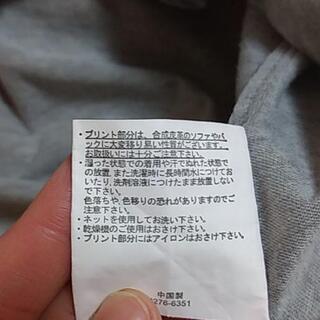 ・プリント部分は、合成皮革のソファやバ
ックに大変移り易い性質がございます。
お取扱いには十分ご注意下さい。
・湿った状態での着用や汗でぬれた状態で
の放置、また洗濯時に長時間水につけてお
いたり、洗剤溶液につけたまま放置しない
で下さい。
色落ちや、色移りの恐れがありますのでご
注意下さい。
・ネットを使用してお洗い下さい。
・乾燥機のご使用はおさけ下さい。
・プリント部分にはアイロンはおさけ下さい。
中国製
276-6351